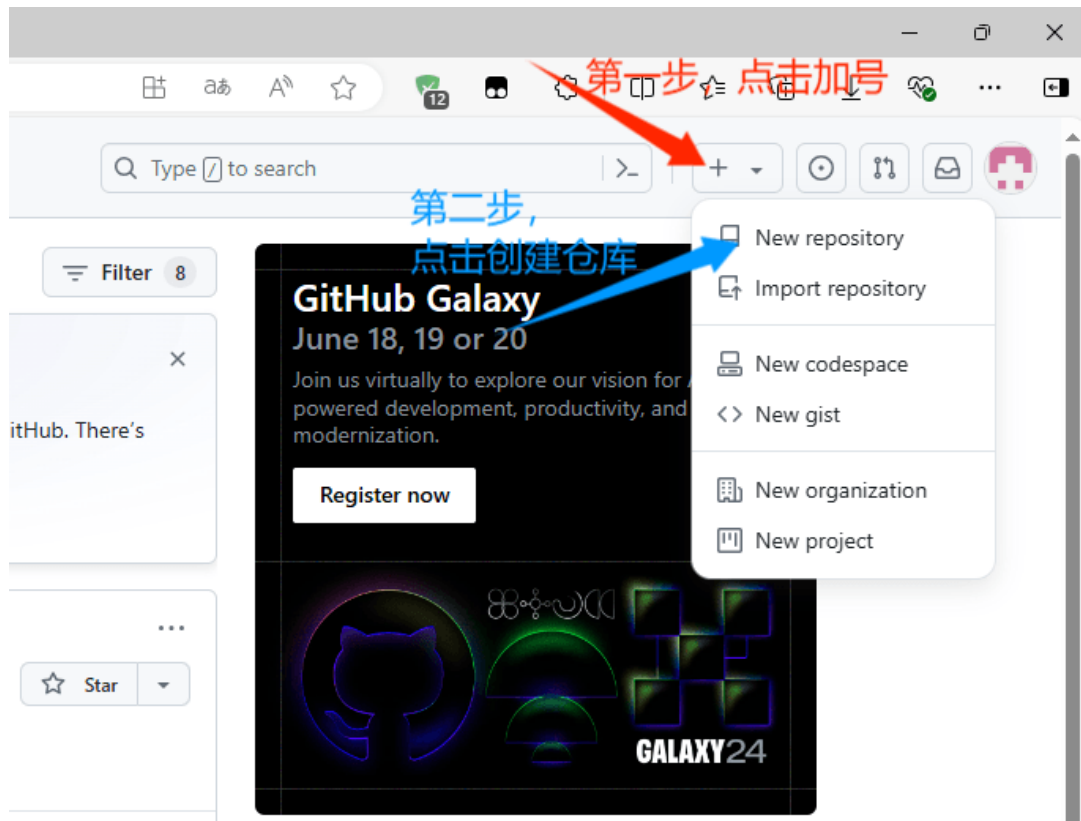 第一步，点击加号
12
Type / to search
第二步，
点击创建仓库
New repository
Import repository
New codespace
New gist
New organization
New project
Filter 8
itHub. There's
Star
GitHub Galaxy
June 18, 19 or 20
Join us virtually to explore our vision for
powered development, productivity, and
modernization.
Register now
GALAXY24